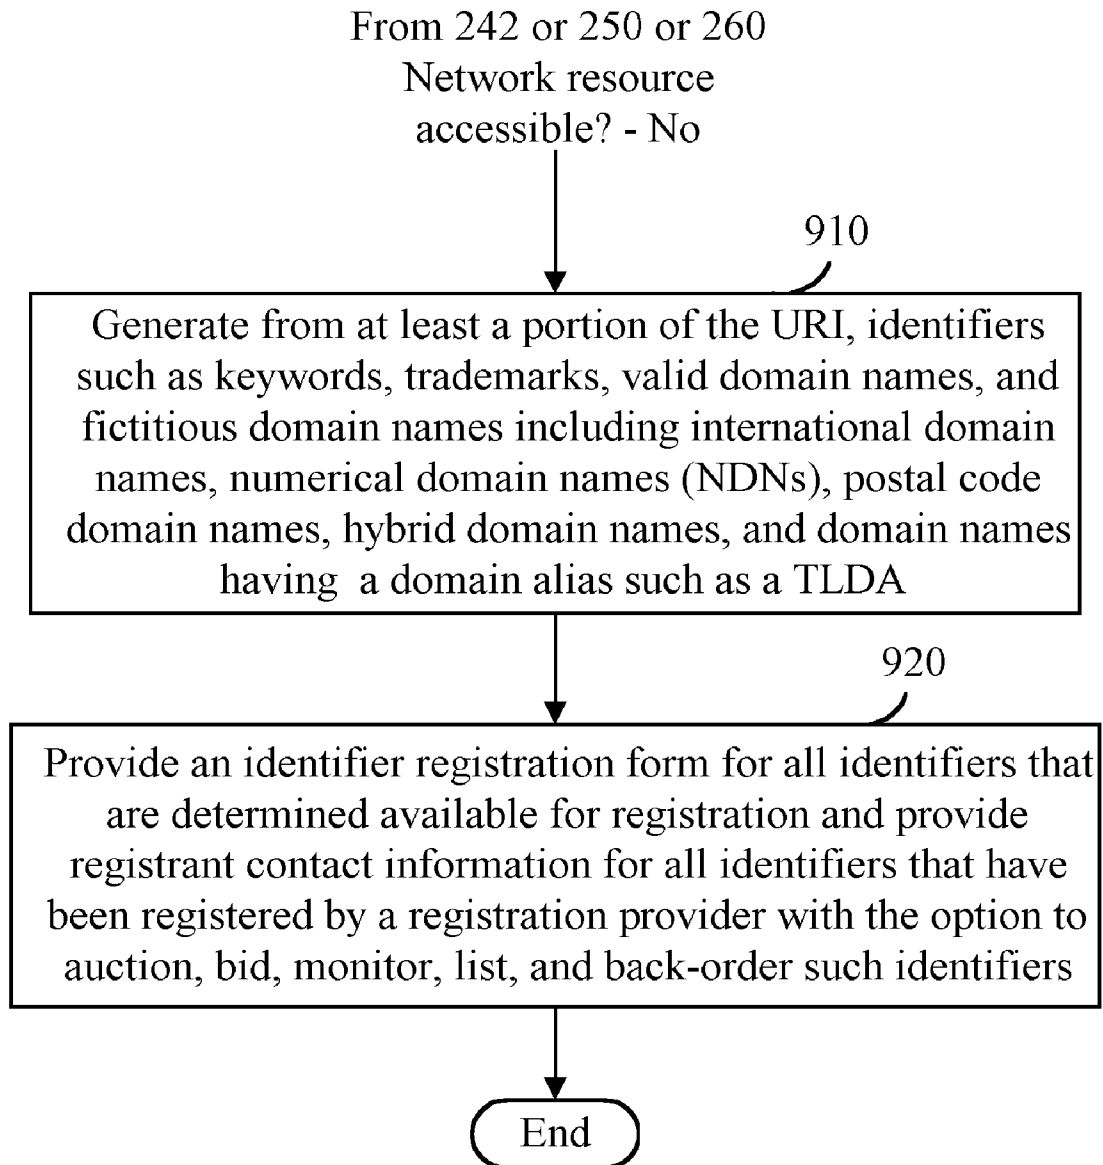 From 242 or 250 or 260
Network resource
accessible? - No
910
Generate from at least a portion of the URI, identifiers
such as keywords, trademarks, valid domain names, and
fictitious domain names including international domain
names, numerical domain names (NDNs), postal code
domain names, hybrid domain names, and domain names
having a domain alias such as a TLDA
920
Provide an identifier registration form for all identifiers that
are determined available for registration and provide
registrant contact information for all identifiers that have
been registered by a registration provider with the option to
auction, bid, monitor, list, and back-order such identifiers
End